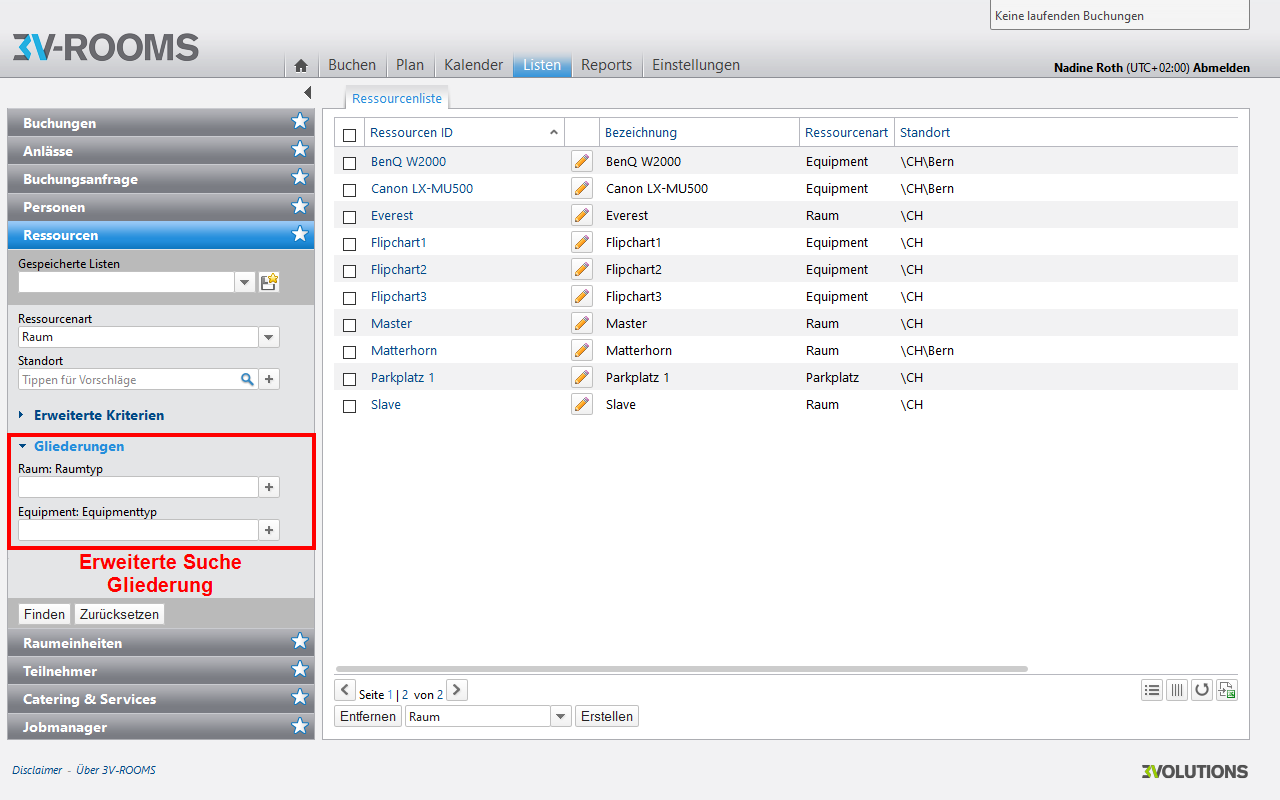 Keine laufenden Buchungen
3V-ROOMS
Buchen Plan Kalender Listen Reports Einstellungen
Nadine Roth (UTC+02:00) Abmelden
Buchungen
Anlässe
Buchungsanfrage
Personen
Ressourcen
Gespeicherte Listen
Ressourcenart
Raum
Standort
Tippen für Vorschläge
Erweiterte Kriterien
Gliederungen
Raum: Raumtyp
Equipment: Equipmenttyp
Erweiterte Suche
Gliederung
Finden Zurücksetzen
Raumeinheiten
Teilnehmer
Catering & Services
Jobmanager
Ressourcenliste
Ressourcen ID Bezeichnung Ressourcenart Standort
BenQ W2000 BenQ W2000 Equipment \CH\Bern
Canon LX-MU500 Canon LX-MU500 Equipment \CH\Bern
Everest Everest Raum \CH
Flipchart1 Flipchart1 Equipment \CH
Flipchart2 Flipchart2 Equipment \CH
Flipchart3 Flipchart3 Equipment \CH
Master Master Raum \CH
Matterhorn Matterhorn Raum \CH\Bern
Parkplatz 1 Parkplatz 1 Parkplatz \CH
Slave Slave Raum \CH
Seite 1 | 2 von 2
Entfernen Raum Erstellen
Disclaimer - Über 3V-ROOMS
3VOLUTIONS